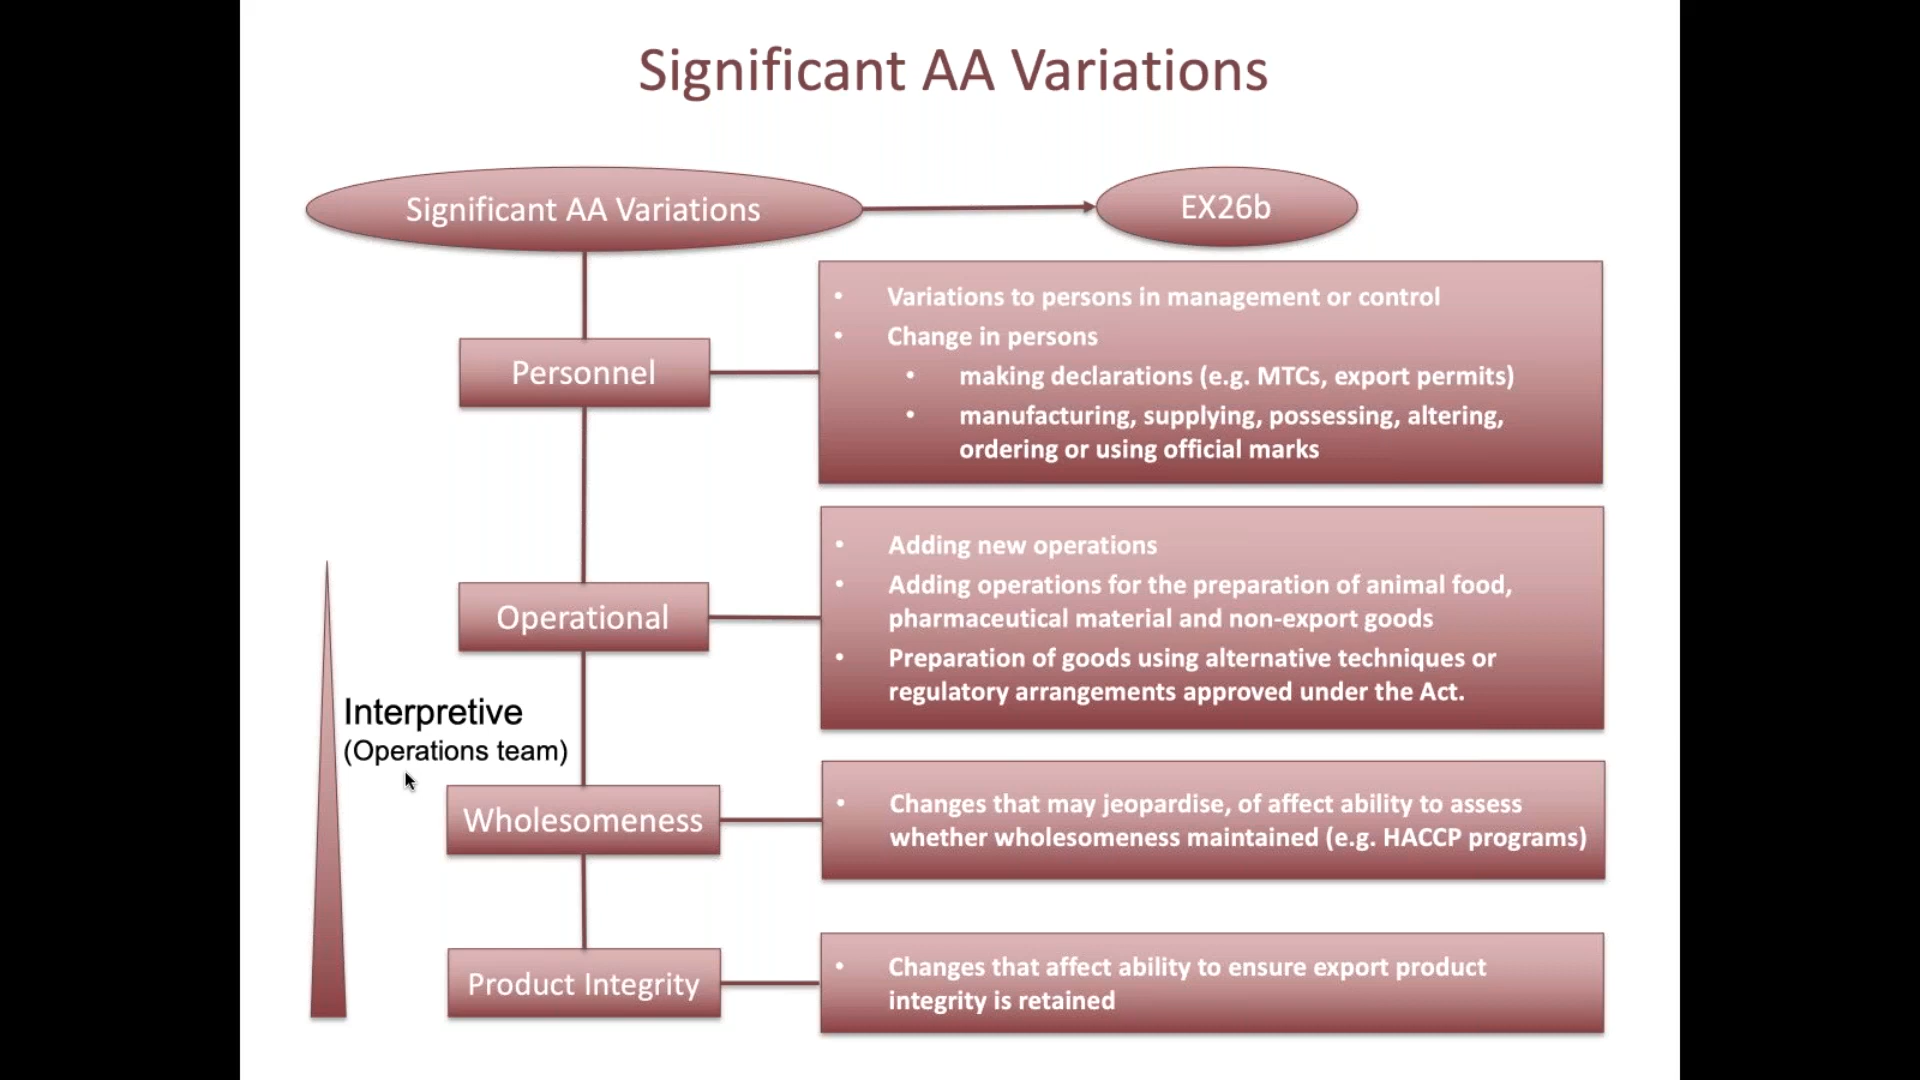 Significant AA Variations
Significant AA Variations
EX26b
Personnel
• Variations to persons in management or control
• Change in persons
• making declarations (e.g. MTCs, export permits)
• manufacturing, supplying, possessing, altering,
ordering or using official marks
Operational
• Adding new operations
• Adding operations for the preparation of animal food,
pharmaceutical material and non-export goods
• Preparation of goods using alternative techniques or
regulatory arrangements approved under the Act.
Interpretive
(Operations team)
Wholesomeness
• Changes that may jeopardise, of affect ability to assess
whether wholesomeness maintained (e.g. HACCP programs)
Product Integrity
• Changes that affect ability to ensure export product
integrity is retained